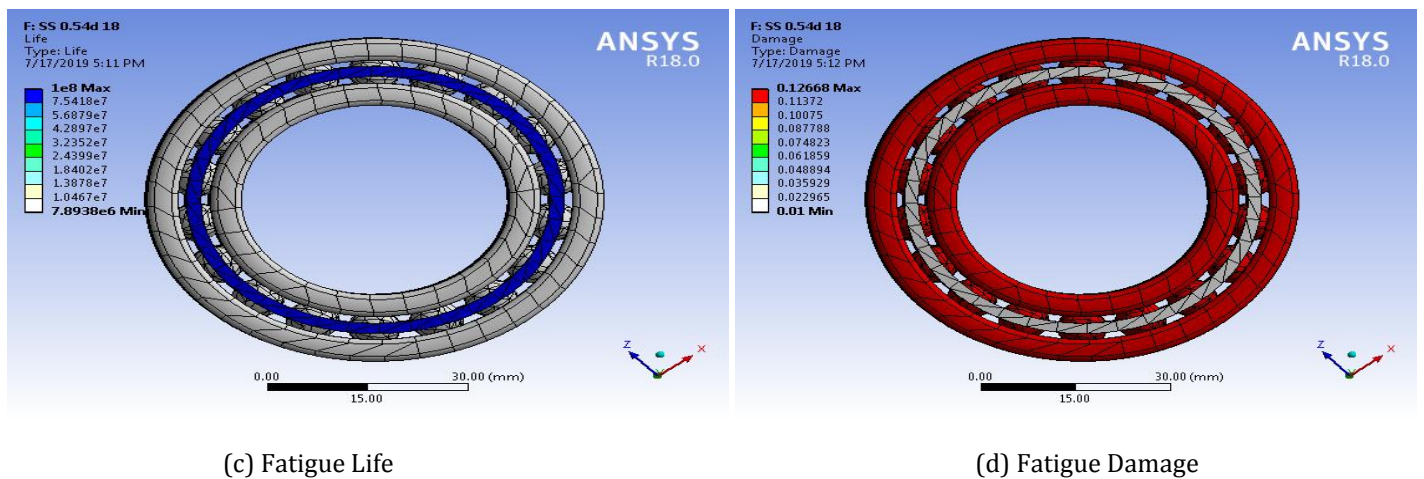 F: SS 0.54d 18
Life
Type: Life
7/17/2019 5:11 PM
1e8 Max
7.5418e7
5.6879e7
4.2897e7
3.2352e7
2.4399e7
1.8402e7
1.3878e7
1.0467e7
7.8938e6 Min
ANSYS
R18.0
Z
X
Y
0.00
30.00 (mm)
15.00
F: SS 0.54d 18
Damage
Type: Damage
7/17/2019 5:12 PM
0.12668 Max
0.11372
0.10075
0.087788
0.074823
0.061859
0.048894
0.035929
0.022965
0.01 Min
ANSYS
R18.0
Z
X
Y
0.00
30.00 (mm)
15.00
(c) Fatigue Life
(d) Fatigue Damage